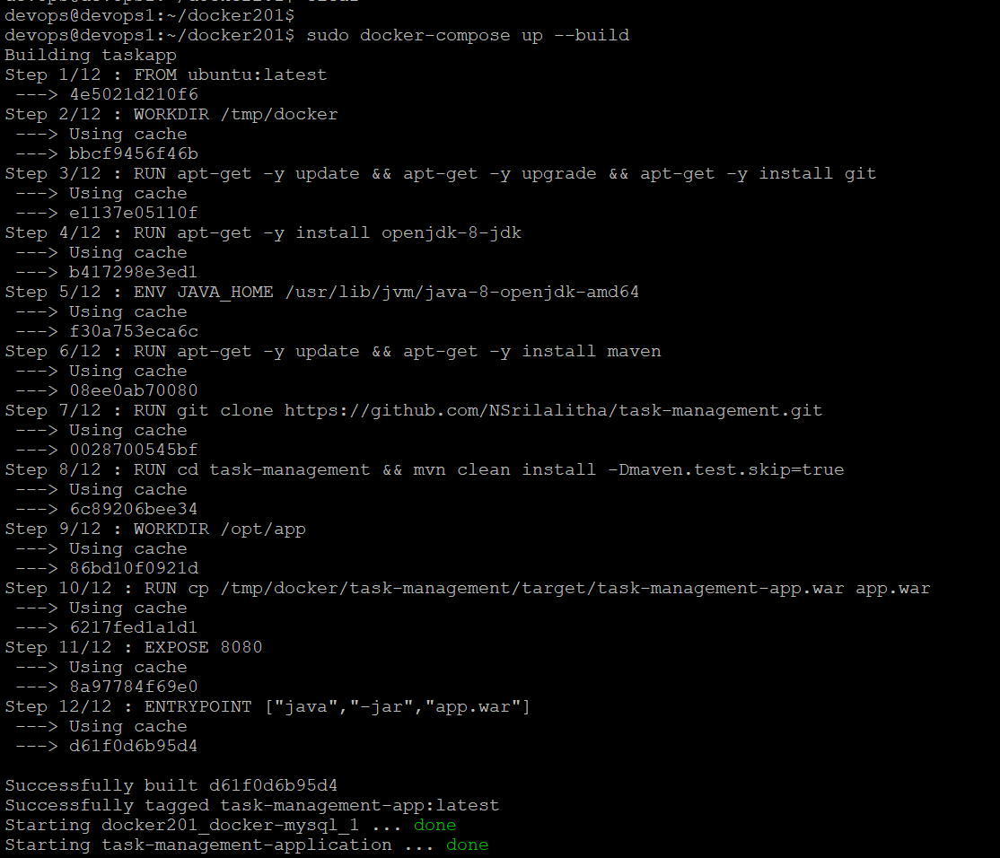 devops@devops1:~/docker201$
devops@devops1:~/docker201$ sudo docker-compose up --build
Building taskapp
Step 1/12 : FROM ubuntu:latest
 ---> 4e5021d210f6
Step 2/12 : WORKDIR /tmp/docker
 ---> Using cache
 ---> bbcf9456f46b
Step 3/12 : RUN apt-get -y update && apt-get -y upgrade && apt-get -y install git
 ---> Using cache
 ---> e1137e05110f
Step 4/12 : RUN apt-get -y install openjdk-8-jdk
 ---> Using cache
 ---> b417298e3ed1
Step 5/12 : ENV JAVA_HOME /usr/lib/jvm/java-8-openjdk-amd64
 ---> Using cache
 ---> f30a753eca6c
Step 6/12 : RUN apt-get -y update && apt-get -y install maven
 ---> Using cache
 ---> 08ee0ab70080
Step 7/12 : RUN git clone https://github.com/NSrilalitha/task-management.git
 ---> Using cache
 ---> 0028700545bf
Step 8/12 : RUN cd task-management && mvn clean install -Dmaven.test.skip=true
 ---> Using cache
 ---> 6c89206bee34
Step 9/12 : WORKDIR /opt/app
 ---> Using cache
 ---> 86bd10f0921d
Step 10/12 : RUN cp /tmp/docker/task-management/target/task-management-app.war app.war
 ---> Using cache
 ---> 6217fed1a1d1
Step 11/12 : EXPOSE 8080
 ---> Using cache
 ---> 8a97784f69e0
Step 12/12 : ENTRYPOINT ["java","-jar","app.war"]
 ---> Using cache
 ---> d61f0d6b95d4

Successfully built d61f0d6b95d4
Successfully tagged task-management-app:latest
Starting docker201_docker-mysql_1 ... done
Starting task-management-application ... done